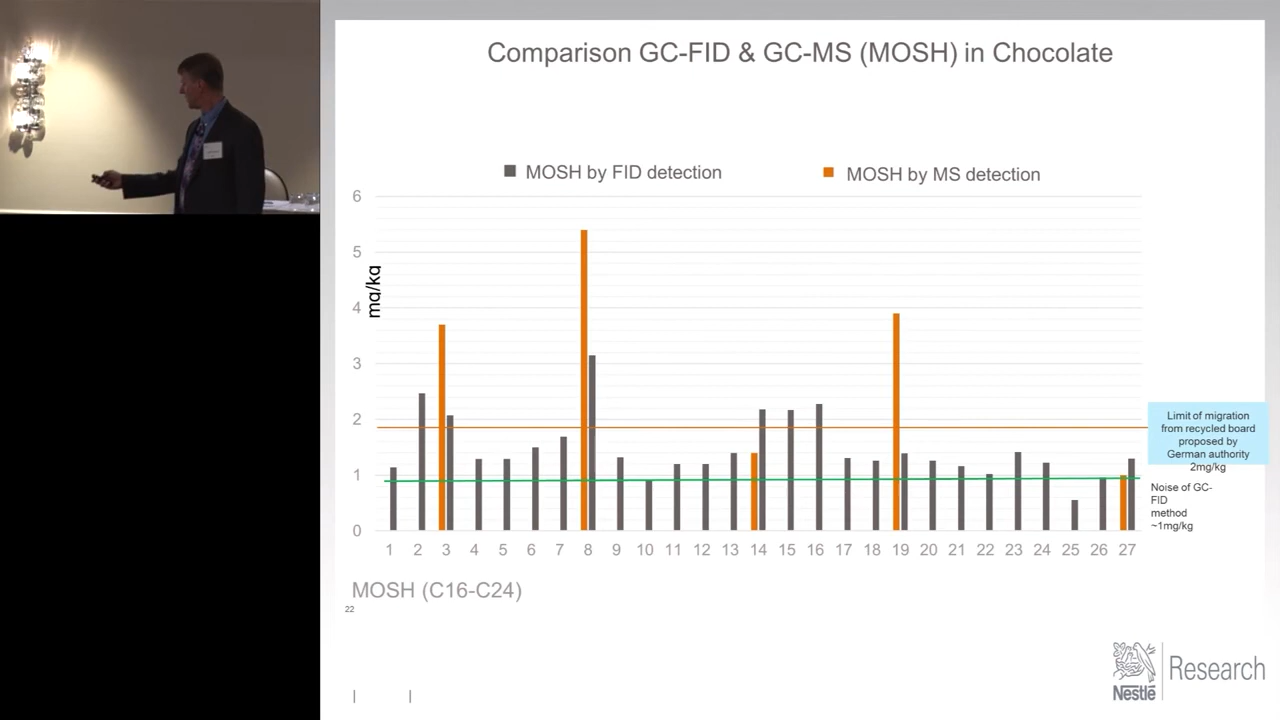 Comparison GC-FID & GC-MS (MOSH) in Chocolate
MOSH by FID detection
MOSH by MS detection
6
5
4
3
2
1
0
mg/kg
1 2 3 4 5 6 7 8 9 10 11 12 13 14 15 16 17 18 19 20 21 22 23 24 25 26 27
Limit of migration
from recycled board
proposed by
German authority
2mg/kg
Noise of GC-
FID
method
~1mg/kg
MOSH (C16-C24)
22
Nestlé
Research